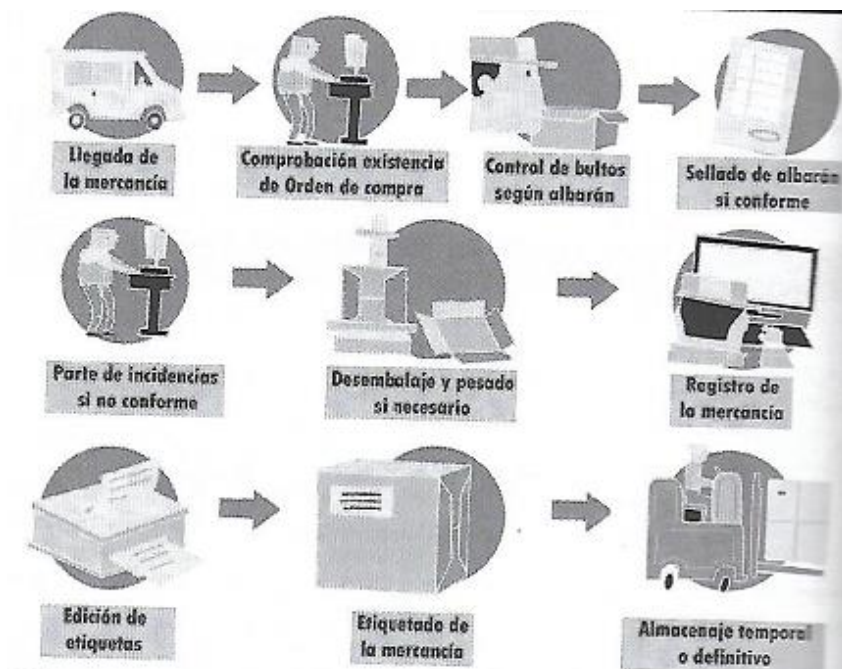 Llegada de
la mercancía
Comprobación existencia
de Orden de compra
Control de bultos
según albarán
Sellado de albarán
si conforme
Parte de incidencias
si no conforme
Desembalaje y pesado
si necesario
Registro de
la mercancía
Edición de
etiquetas
Etiquetado de
la mercancía
Almacenaje temporal
o definitivo